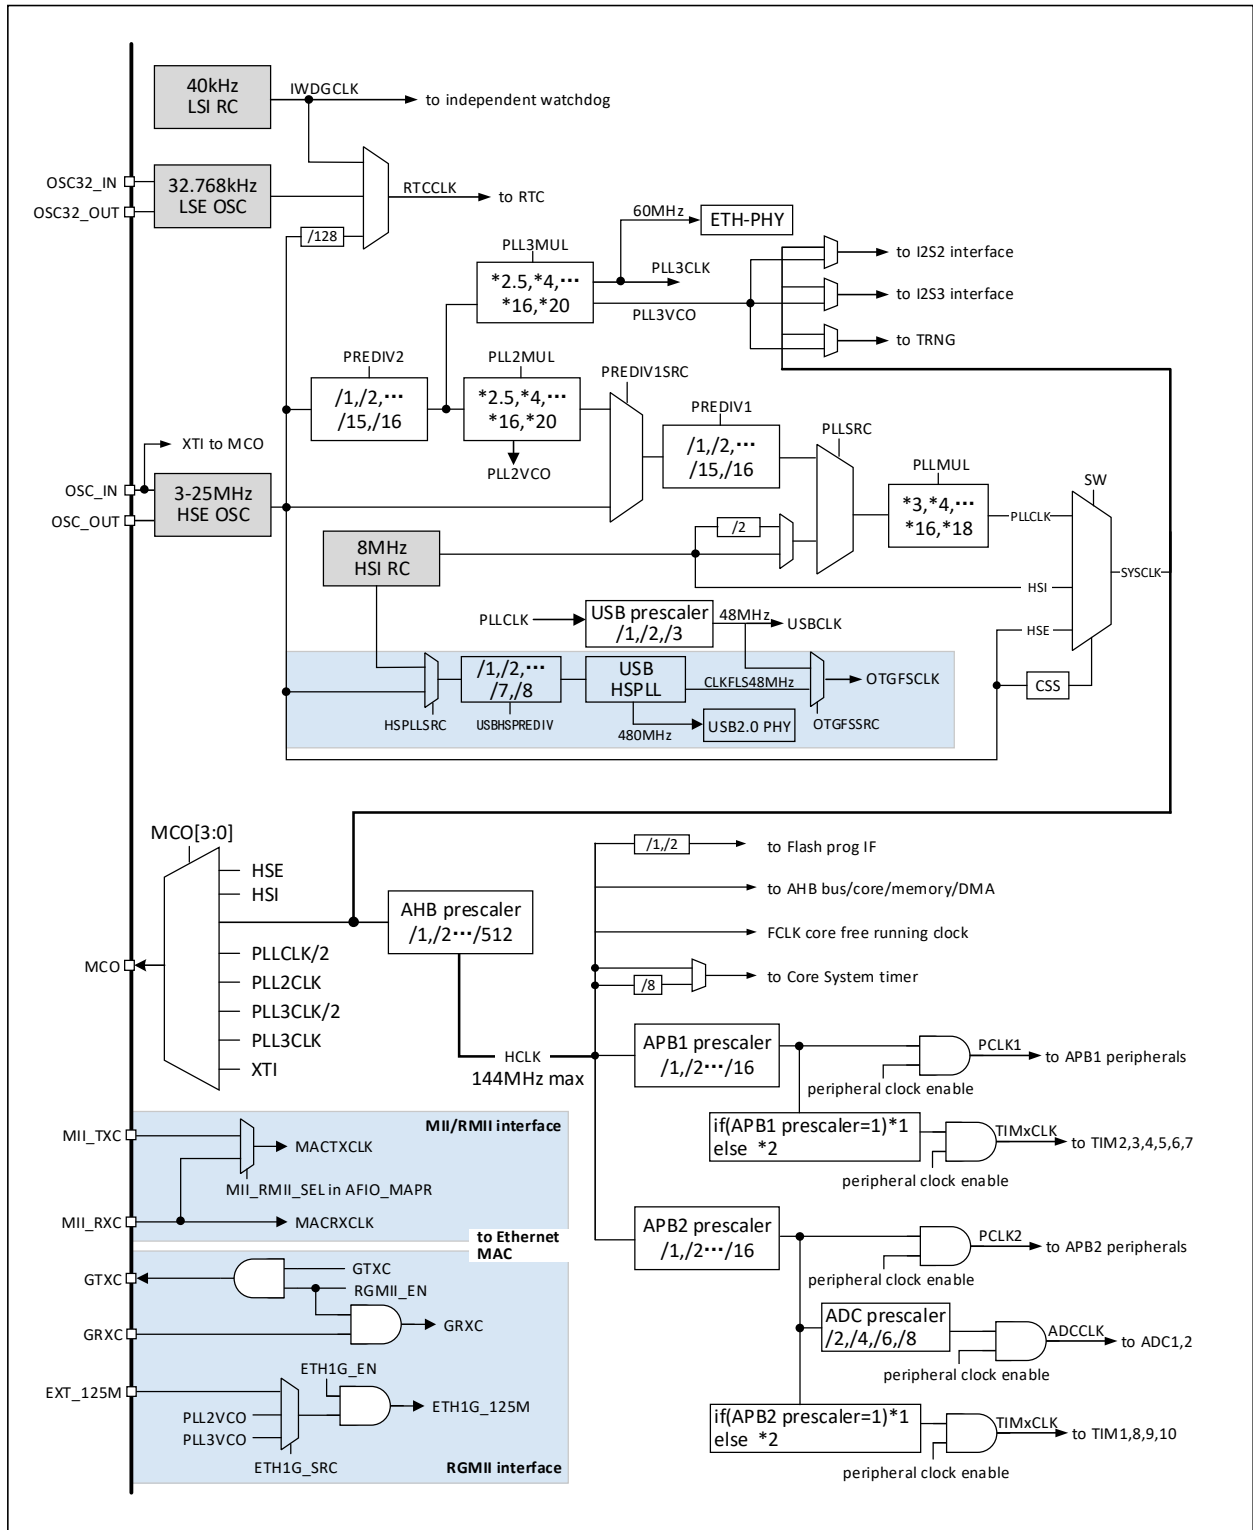 40kHz
LSI RC
IWDGCLK
to independent watchdog
OSC32_IN
OSC32_OUT
32.768kHz
LSE OSC
RTCCLK
to RTC
/128
60MHz
ETH-PHY
PLL3MUL
*2.5,*4,···
*16,*20
PLL3CLK
PLL3VCO
to I2S2 interface
to I2S3 interface
to TRNG
PREDIV2
/1,/2,···
/15,/16
PLL2MUL
*2.5,*4,···
*16,*20
PLL2VCO
PREDIV1SRC
PREDIV1
/1,/2,···
/15,/16
PLLSRC
PLLMUL
*3,*4,···
*16,*18
PLLCLK
SW
XTI to MCO
OSC_IN
OSC_OUT
3-25MHz
HSE OSC
8MHz
HSI RC
/2
HSI
SYSCLK
HSE
CSS
PLLCLK
USB prescaler
/1,/2,/3
48MHz
USBCLK
HSPLLSRC
/1,/2,···
/7,/8
USBHSPREDIV
USB
HSPLL
CLKFLS48MHz
480MHz
USB2.0 PHY
OTGFSCLK
OTGFSSRC
MCO[3:0]
HSE
HSI
PLLCLK/2
PLL2CLK
PLL3CLK/2
PLL3CLK
XTI
MCO
AHB prescaler
/1,/2···/512
HCLK
144MHz max
/1,/2
to Flash prog IF
to AHB bus/core/memory/DMA
FCLK core free running clock
/8
to Core System timer
APB1 prescaler
/1,/2···/16
PCLK1
to APB1 peripherals
peripheral clock enable
if(APB1 prescaler=1)*1
else *2
TIMxCLK
to TIM2,3,4,5,6,7
peripheral clock enable
APB2 prescaler
/1,/2···/16
PCLK2
to APB2 peripherals
peripheral clock enable
ADC prescaler
/2,/4,/6,/8
ADCCLK
to ADC1,2
peripheral clock enable
if(APB2 prescaler=1)*1
else *2
TIMxCLK
to TIM1,8,9,10
peripheral clock enable
MII/RMII interface
MII_TXC
MACTXCLK
MII_RMII_SEL in AFIO_MAPR
MII_RXC
MACRXCLK
to Ethernet
MAC
GTXC
GTXC
RGMII_EN
GRXC
GRXC
ETH1G_EN
EXT_125M
PLL2VCO
PLL3VCO
ETH1G_125M
ETH1G_SRC
RGMII interface